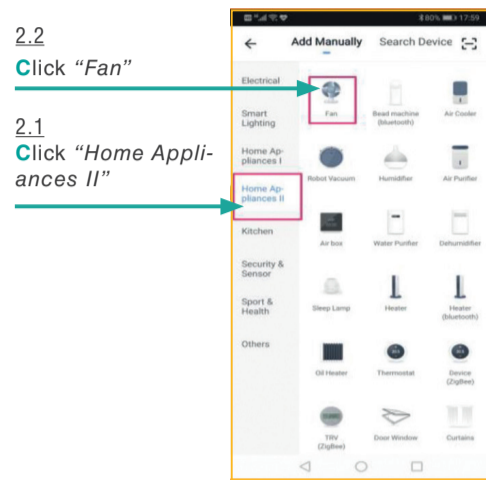 2.2
Click “Fan”
2.1
Click “Home Appli-
ances II”
80% 17:59
← Add Manually Search Device
Electrical
Smart
Lighting
Home Ap-
pliances I
Home Ap-
pliances II
Kitchen
Security &
Sensor
Sport &
Health
Others
Fan
Bead machine
(bluetooth)
Air Cooler
Robot Vacuum
Humidifier
Air Purifier
Air box
Water Purifier
Dehumidifier
Sleep Lamp
Heater
Heater
(bluetooth)
Oil Heater
Thermostat
Device
(ZigBee)
TRV
(ZigBee)
Door Window
Curtains